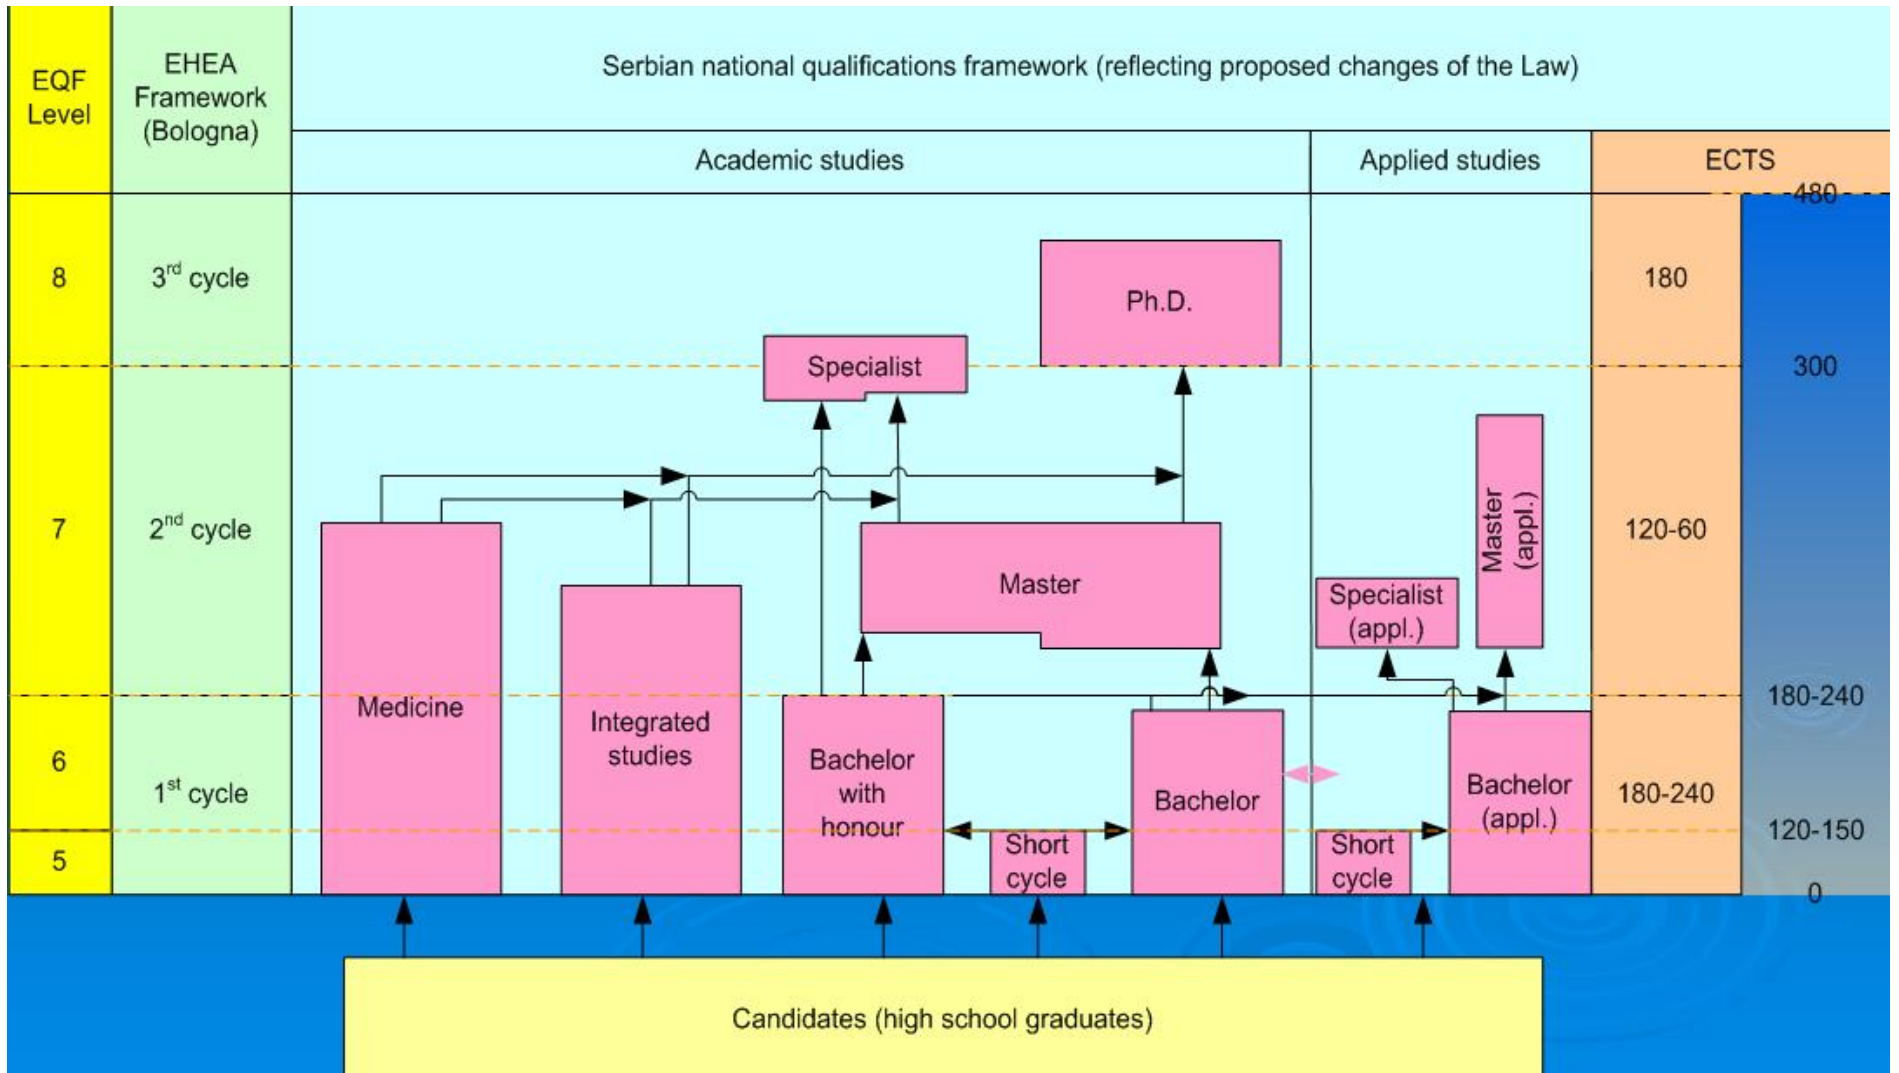 EQF
Level
EHEA
Framework
(Bologna)
Serbian national qualifications framework (reflecting proposed changes of the Law)
Academic studies
Applied studies
ECTS
480
8
3rd cycle
Ph.D.
180
Specialist
300
7
2nd cycle
Master
Specialist
(appl.)
Master
(appl.)
120-60
Medicine
Integrated
studies
180-240
6
1st cycle
Bachelor
with
honour
Bachelor
Bachelor
(appl.)
180-240
120-150
5
Short
cycle
Short
cycle
0
Candidates (high school graduates)